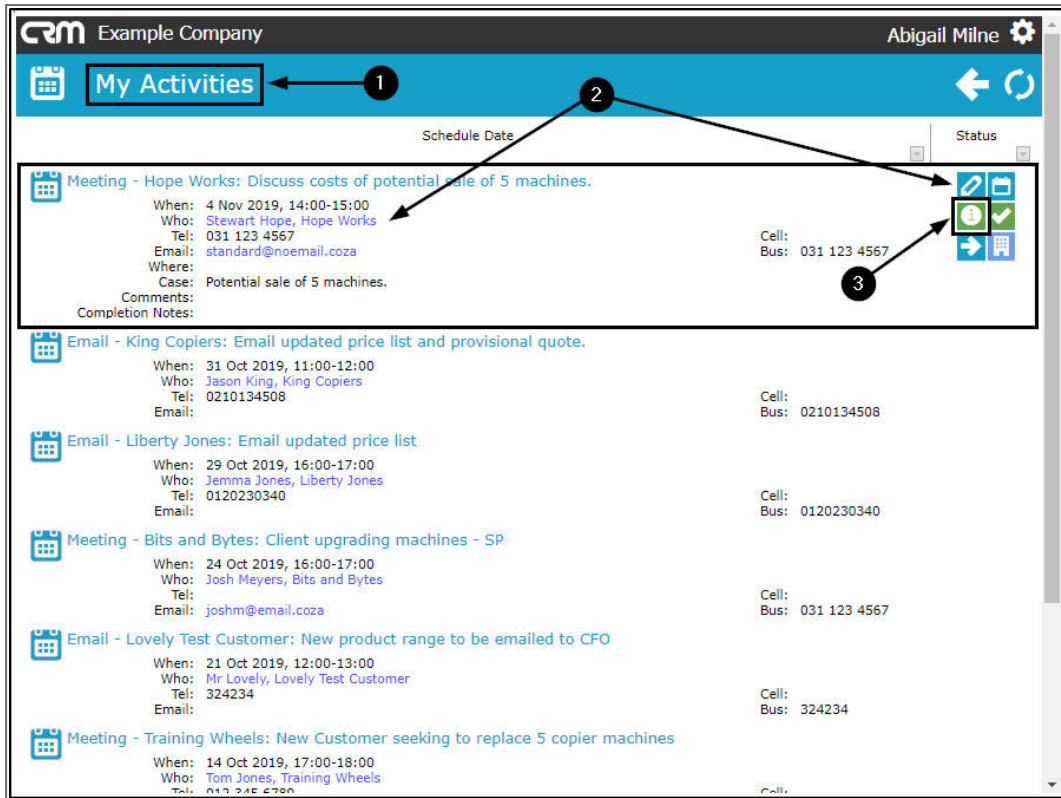 CRM Example Company Abigail Milne
My Activities 1
2
Schedule Date Status
Meeting - Hope Works: Discuss costs of potential sale of 5 machines.
When: 4 Nov 2019, 14:00-15:00
Who: Stewart Hope, Hope Works
Tel: 031 123 4567 Cell:
Email: standard@noemail.coza Bus: 031 123 4567
Where:
Case: Potential sale of 5 machines.
3
Comments:
Completion Notes:
Email - King Copiers: Email updated price list and provisional quote.
When: 31 Oct 2019, 11:00-12:00
Who: Jason King, King Copiers
Tel: 0210134508 Cell:
Email: Bus: 0210134508
Email - Liberty Jones: Email updated price list
When: 29 Oct 2019, 16:00-17:00
Who: Jemma Jones, Liberty Jones
Tel: 0120230340 Cell:
Email: Bus: 0120230340
Meeting - Bits and Bytes: Client upgrading machines - SP
When: 24 Oct 2019, 16:00-17:00
Who: Josh Meyers, Bits and Bytes
Tel: Cell:
Email: joshm@email.coza Bus: 031 123 4567
Email - Lovely Test Customer: New product range to be emailed to CFO
When: 21 Oct 2019, 12:00-13:00
Who: Mr Lovely, Lovely Test Customer
Tel: 324234 Cell:
Email: Bus: 324234
Meeting - Training Wheels: New Customer seeking to replace 5 copier machines
When: 14 Oct 2019, 17:00-18:00
Who: Tom Jones, Training Wheels
Tel: 012 345 6789 Cell: